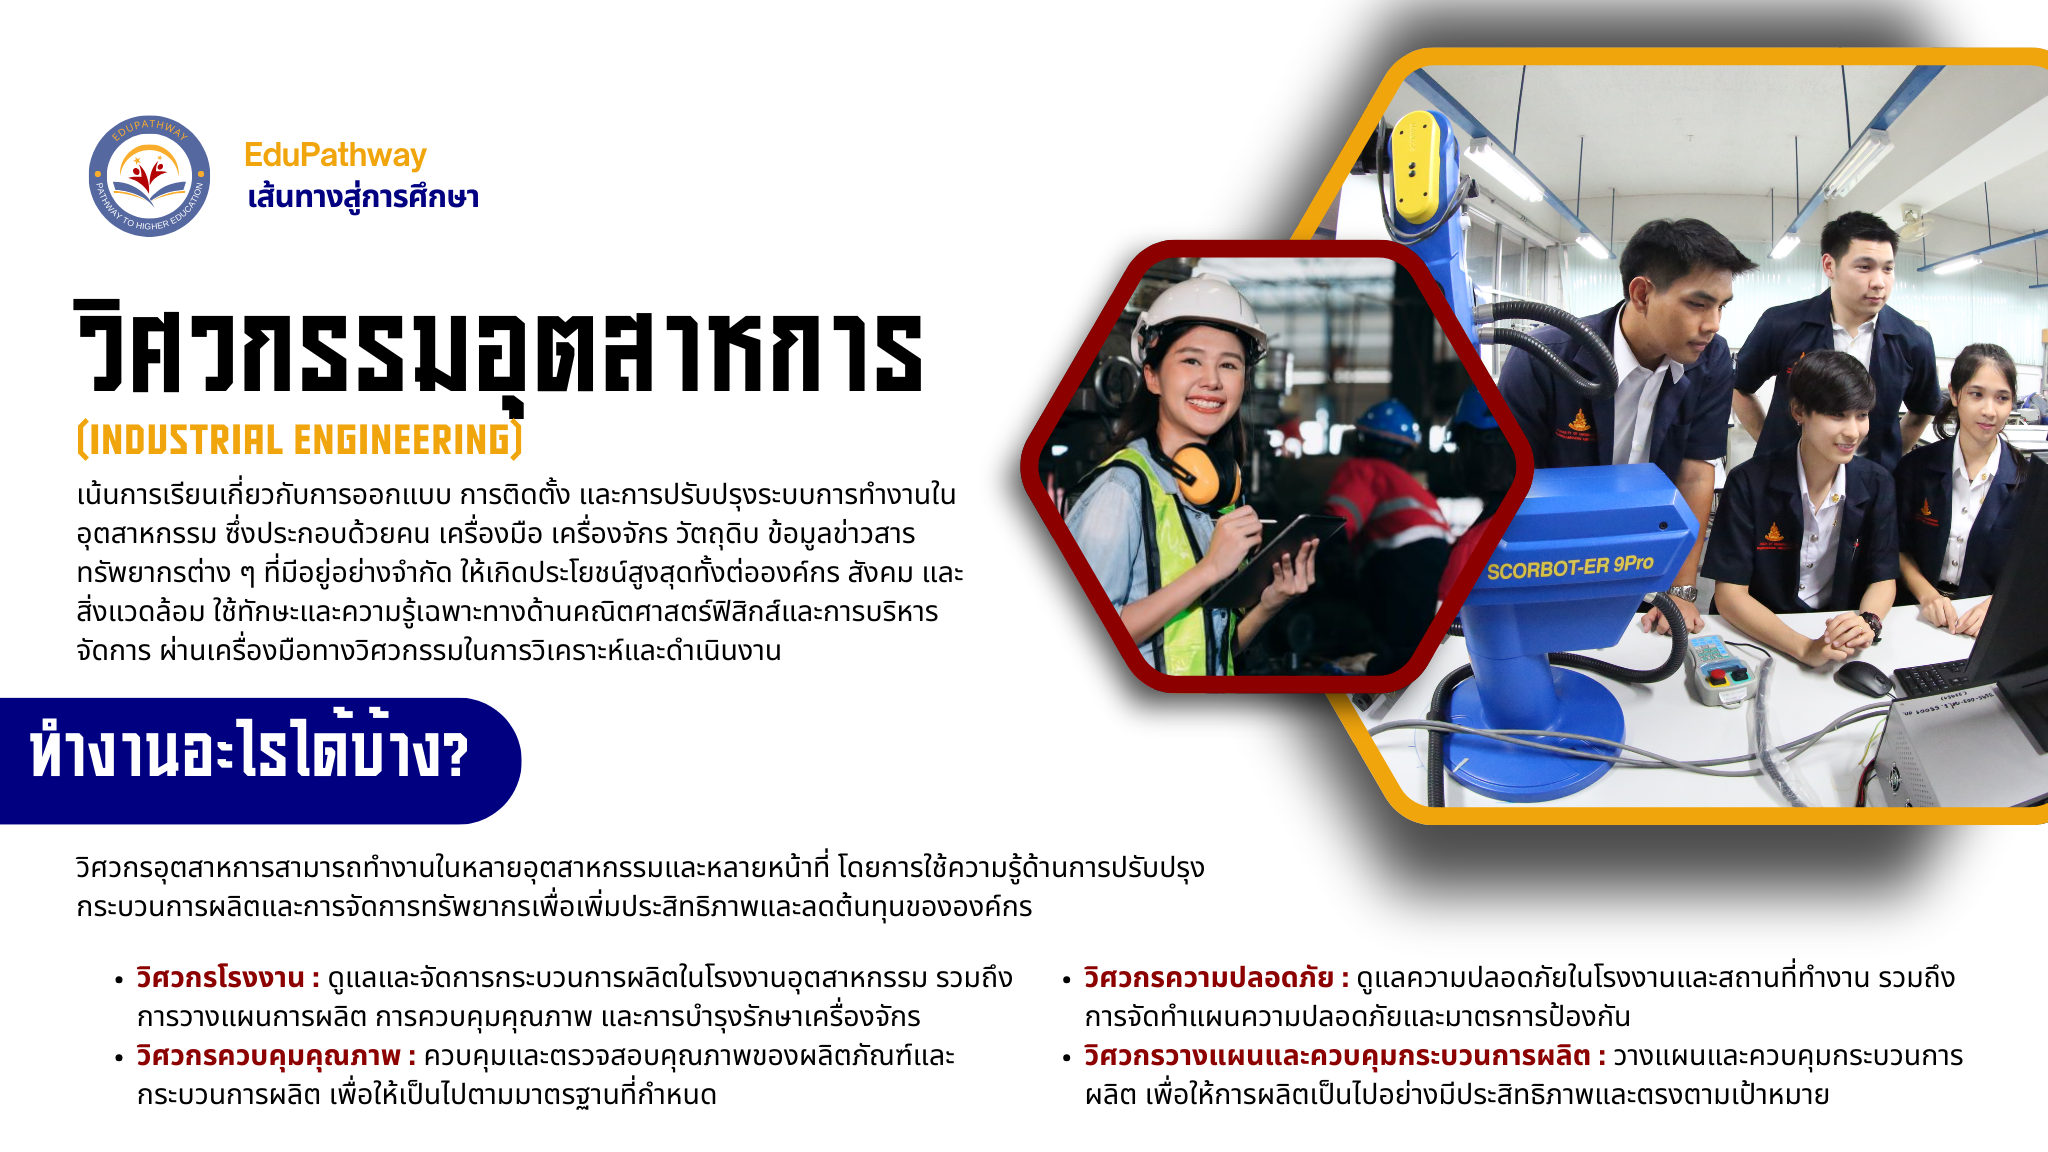 EDUPATHWAY
PATHWAY TO HIGHER EDUCATION
EduPathway
เส้นทางสู่การศึกษา
วิศวกรรมอุตสาหการ
(INDUSTRIAL ENGINEERING)
เน้นการเรียนเกี่ยวกับการออกแบบ การติดตั้ง และการปรับปรุงระบบการทำงานใน
อุตสาหกรรม ซึ่งประกอบด้วยคน เครื่องมือ เครื่องจักร วัตถุดิบ ข้อมูลข่าวสาร
ทรัพยากรต่าง ๆ ที่มีอยู่อย่างจำกัด ให้เกิดประโยชน์สูงสุดทั้งต่อองค์กร สังคม และ
สิ่งแวดล้อม ใช้ทักษะและความรู้เฉพาะทางด้านคณิตศาสตร์ฟิสิกส์และการบริหาร
จัดการ ผ่านเครื่องมือทางวิศวกรรมในการวิเคราะห์และดำเนินงาน
SCORBOT-ER 9Pro
ทำงานอะไรได้บ้าง?
วิศวกรอุตสาหการสามารถทำงานในหลายอุตสาหกรรมและหลายหน้าที่ โดยการใช้ความรู้ด้านการปรับปรุง
กระบวนการผลิตและการจัดการทรัพยากรเพื่อเพิ่มประสิทธิภาพและลดต้นทุนขององค์กร
• วิศวกรโรงงาน : ดูแลและจัดการกระบวนการผลิตในโรงงานอุตสาหกรรม รวมถึง
การวางแผนการผลิต การควบคุมคุณภาพ และการบำรุงรักษาเครื่องจักร
• วิศวกรควบคุมคุณภาพ : ควบคุมและตรวจสอบคุณภาพของผลิตภัณฑ์และ
กระบวนการผลิต เพื่อให้เป็นไปตามมาตรฐานที่กำหนด
• วิศวกรความปลอดภัย : ดูแลความปลอดภัยในโรงงานและสถานที่ทำงาน รวมถึง
การจัดทำแผนความปลอดภัยและมาตรการป้องกัน
• วิศวกรวางแผนและควบคุมกระบวนการผลิต : วางแผนและควบคุมกระบวนการ
ผลิต เพื่อให้การผลิตเป็นไปอย่างมีประสิทธิภาพและตรงตามเป้าหมาย